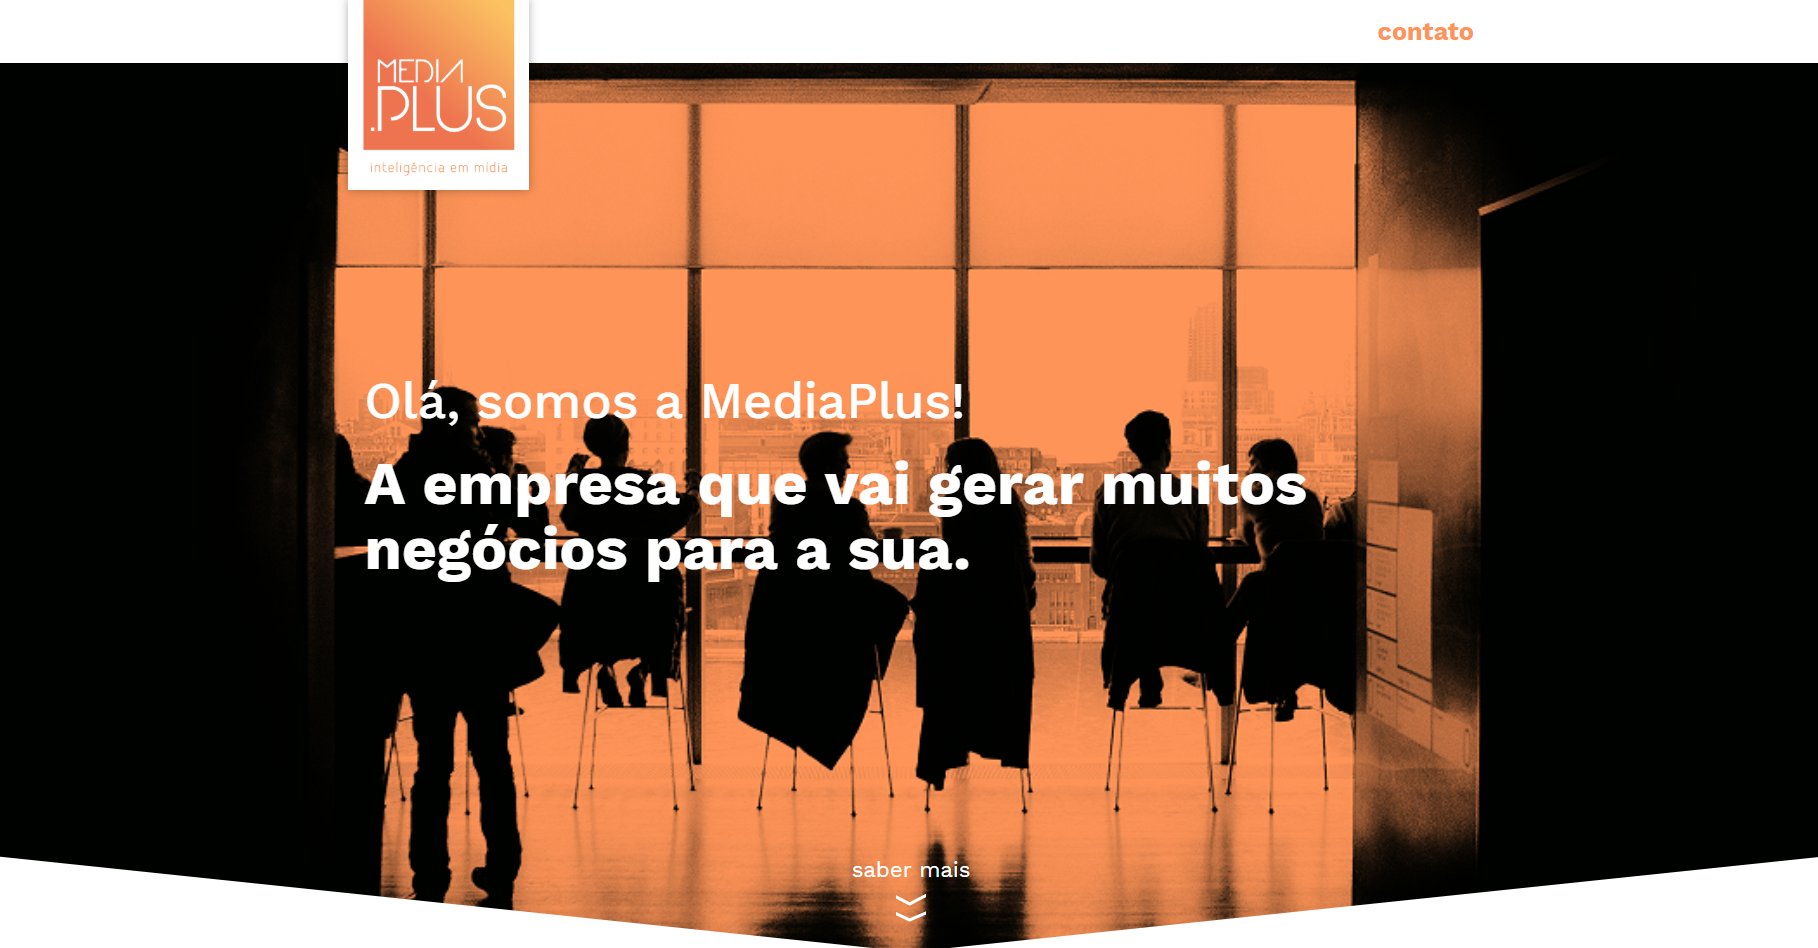 contato
MEDIA
.PLUS
inteligência em mídia
Olá, somos a MediaPlus!
A empresa que vai gerar muitos
negócios para a sua.
saber mais